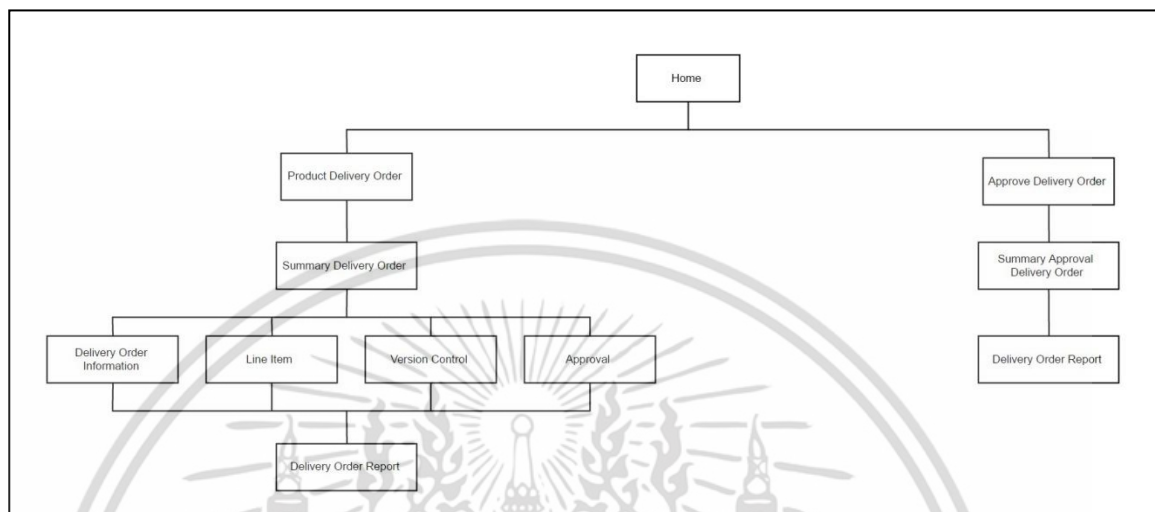 Home
Product Delivery Order
Approve Delivery Order
Summary Delivery Order
Summary Approval
Delivery Order
Delivery Order
Information
Line Item
Version Control
Approval
Delivery Order Report
Delivery Order Report